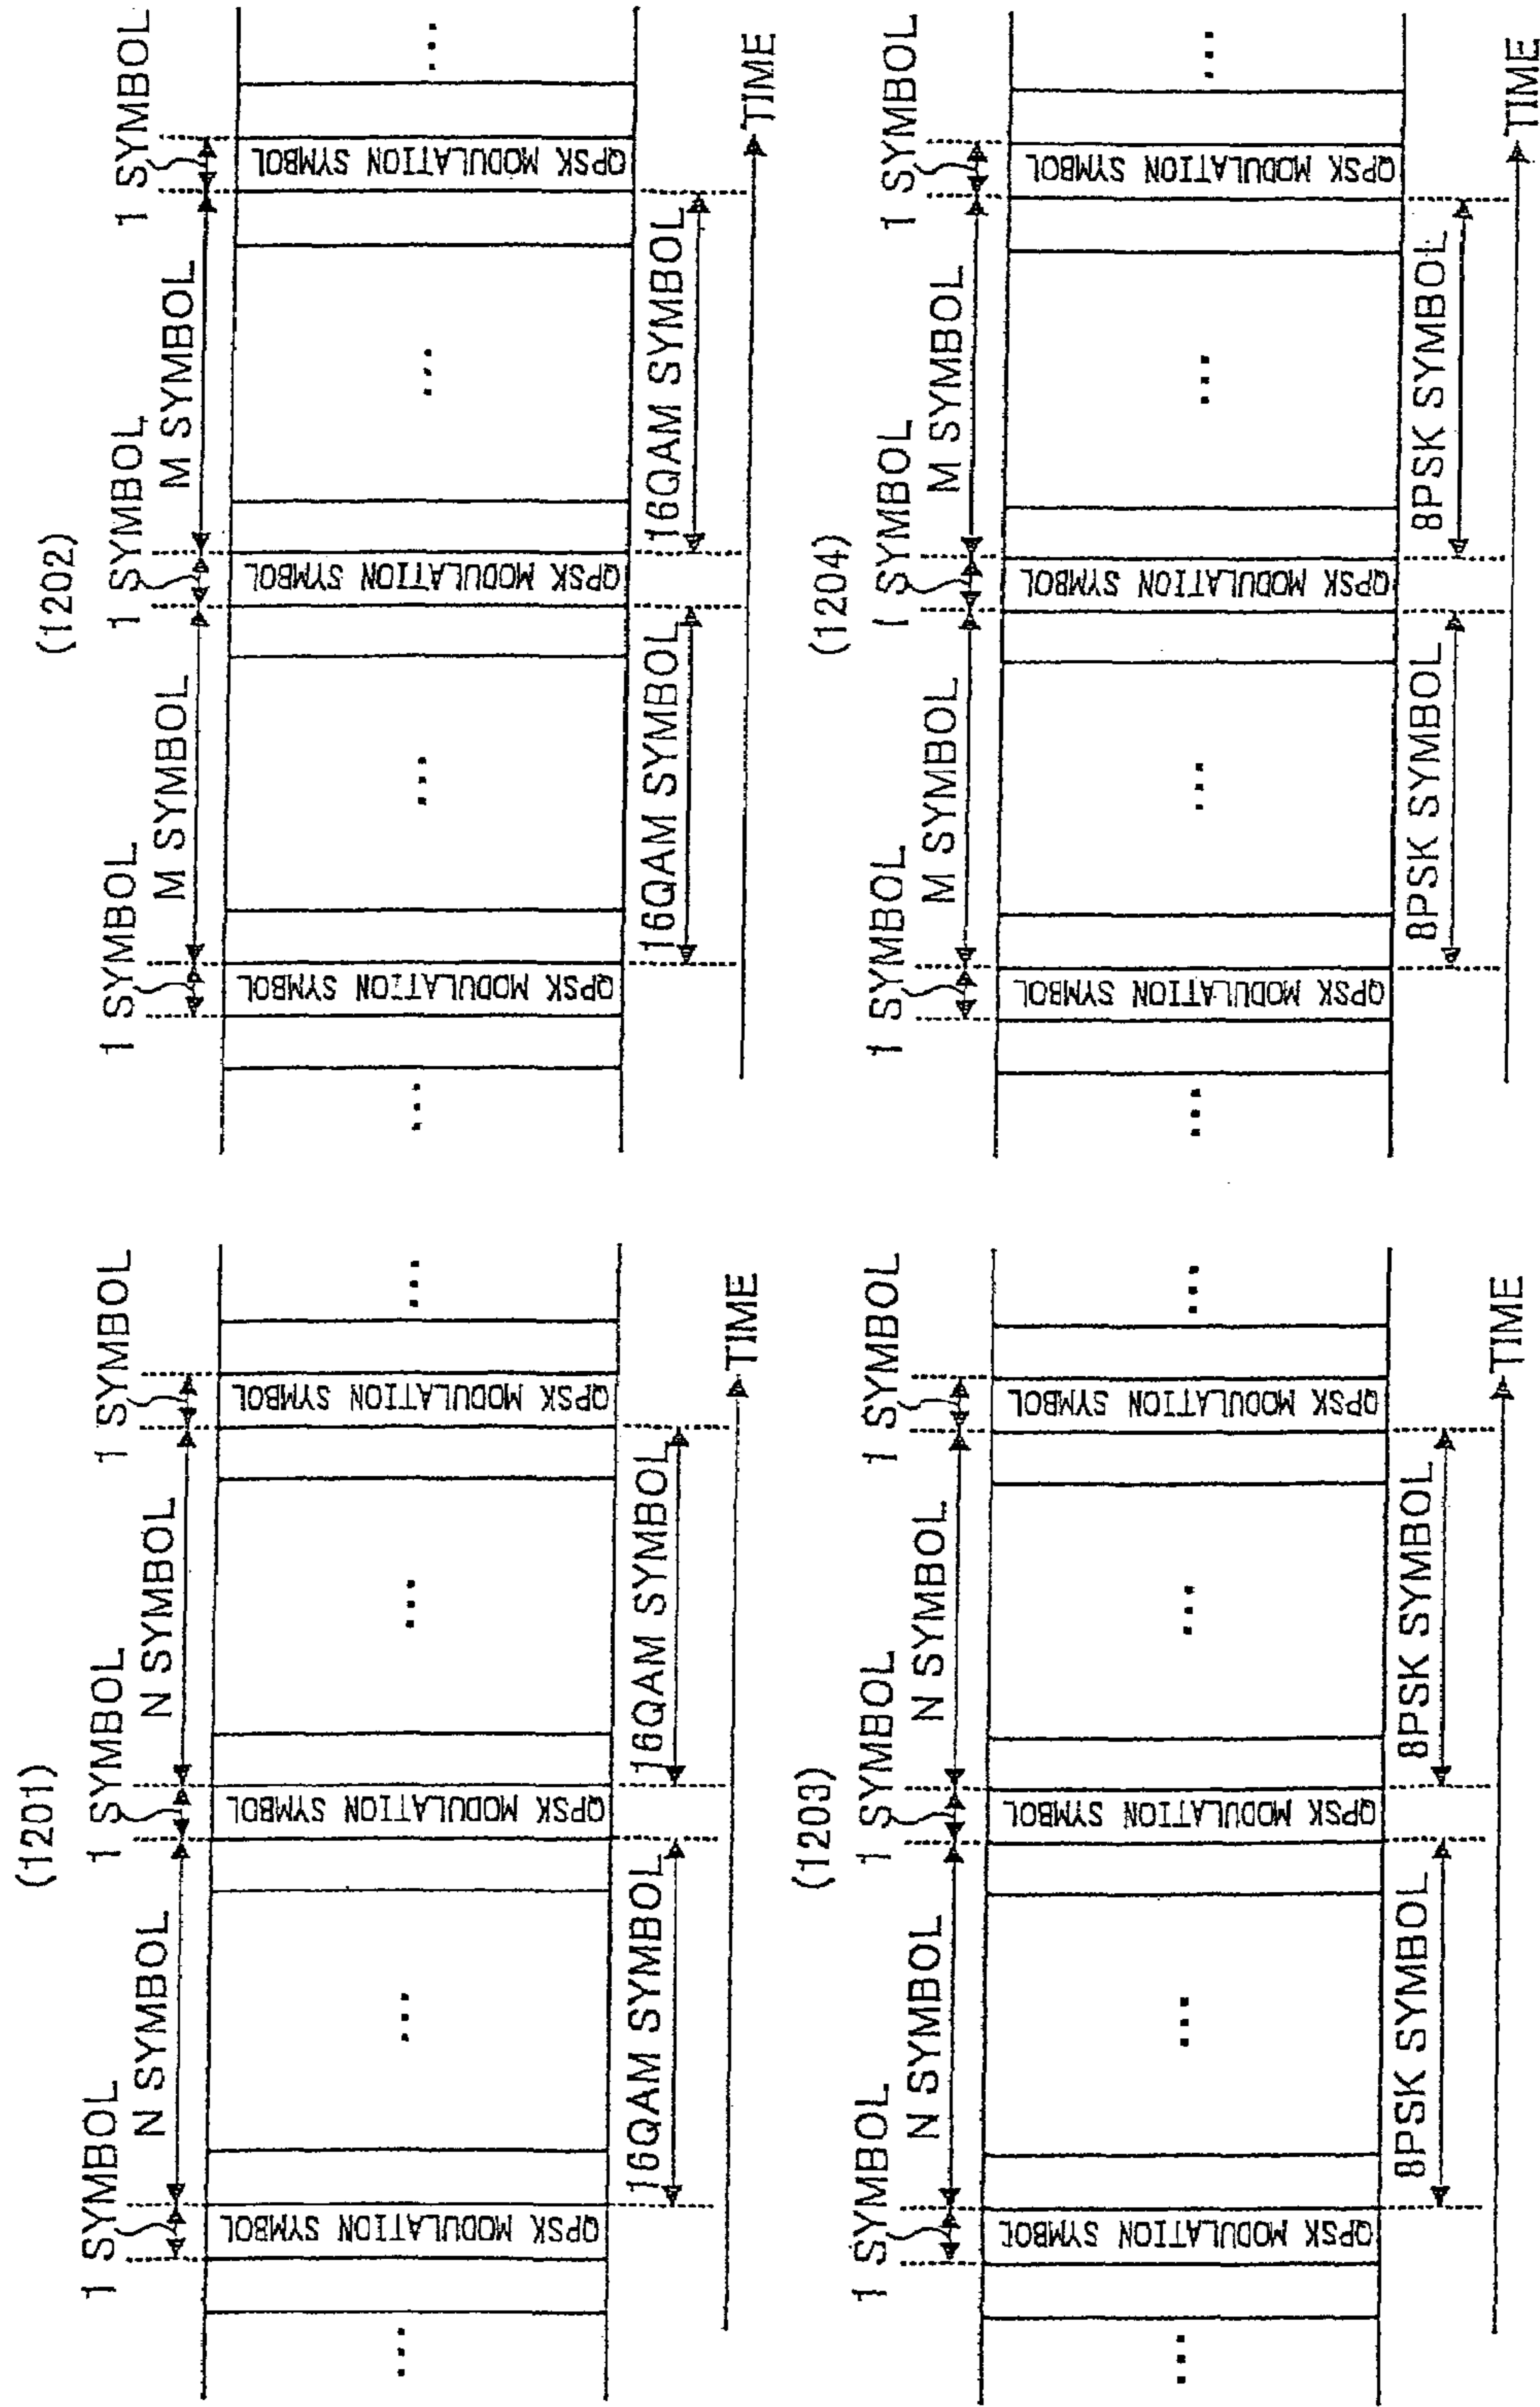 (1201)
1 SYMBOL 1 SYMBOL 1 SYMBOL
N SYMBOL N SYMBOL
QPSK MODULATION SYMBOL
QPSK MODULATION SYMBOL
QPSK MODULATION SYMBOL
16QAM SYMBOL 16QAM SYMBOL
TIME
(1202)
1 SYMBOL 1 SYMBOL 1 SYMBOL
M SYMBOL M SYMBOL
QPSK MODULATION SYMBOL
QPSK MODULATION SYMBOL
QPSK MODULATION SYMBOL
16QAM SYMBOL 16QAM SYMBOL
TIME
(1203)
1 SYMBOL 1 SYMBOL 1 SYMBOL
N SYMBOL N SYMBOL
QPSK MODULATION SYMBOL
QPSK MODULATION SYMBOL
QPSK MODULATION SYMBOL
8PSK SYMBOL 8PSK SYMBOL
TIME
(1204)
1 SYMBOL 1 SYMBOL 1 SYMBOL
M SYMBOL M SYMBOL
QPSK MODULATION SYMBOL
QPSK MODULATION SYMBOL
QPSK MODULATION SYMBOL
8PSK SYMBOL 8PSK SYMBOL
TIME